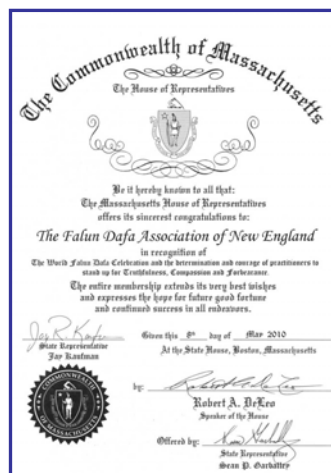 The Commonwealth of Massachusetts
The House of Representatives
Be it hereby known to all that:
The Massachusetts House of Representatives
offers its sincerest congratulations to:
The Falun Dafa Association of New England
in recognition of
The World Falun Dafa Celebration and the determination and courage of practitioners to
stand up for Truthfulness, Compassion and Forbearance.
The entire membership extends its very best wishes
and expresses the hope for future good fortune
and continued success in all endeavors.
Given this 8th day of May 2010
At the State House, Boston, Massachusetts
State Representative
Jay Kaufman
by:
Robert A. DeLeo
Speaker of the House
Offered by:
State Representative
Sean P. Garballey
COMMONWEALTH
OF MASSACHUSETTS